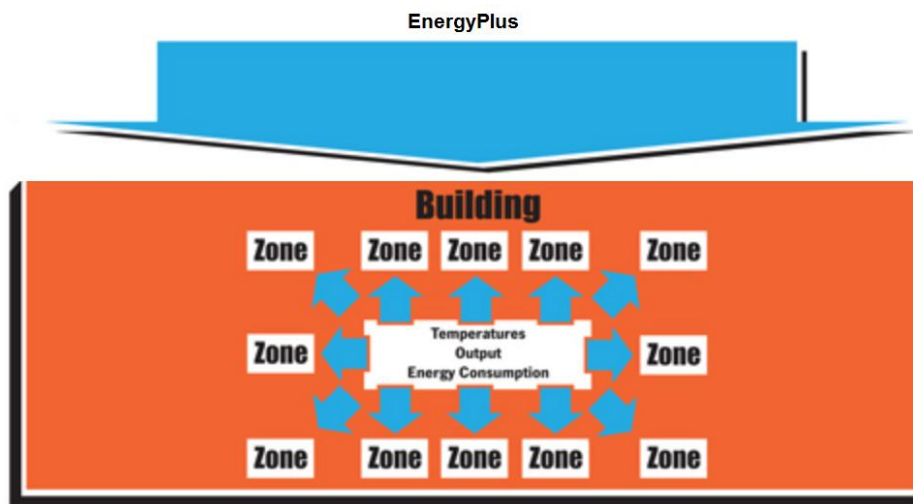 EnergyPlus
Building
Zone Zone Zone Zone Zone
Temperatures
Output
Energy Consumption
Zone Zone
Zone Zone Zone Zone Zone